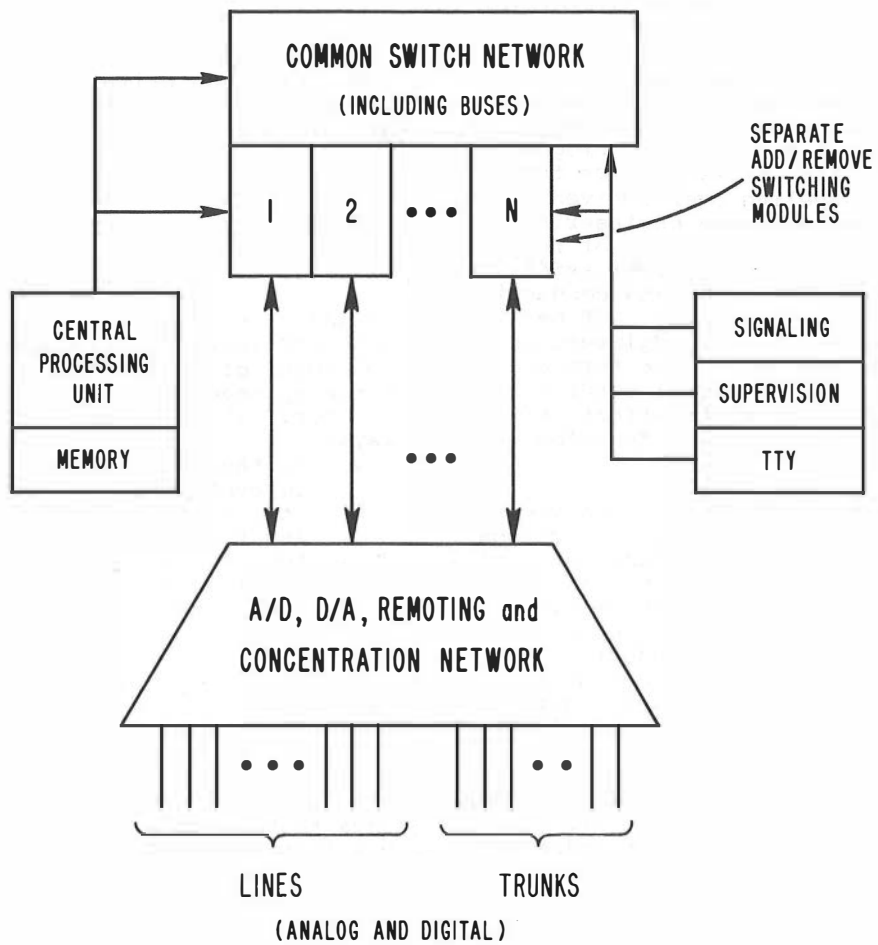 COMMON SWITCH NETWORK
(INCLUDING BUSES)
SEPARATE
ADD/REMOVE
SWITCHING
MODULES
1
2
N
CENTRAL
PROCESSING
UNIT
MEMORY
SIGNALING
SUPERVISION
TTY
A/D, D/A, REMOTING and
CONCENTRATION NETWORK
LINES
TRUNKS
(ANALOG AND DIGITAL)